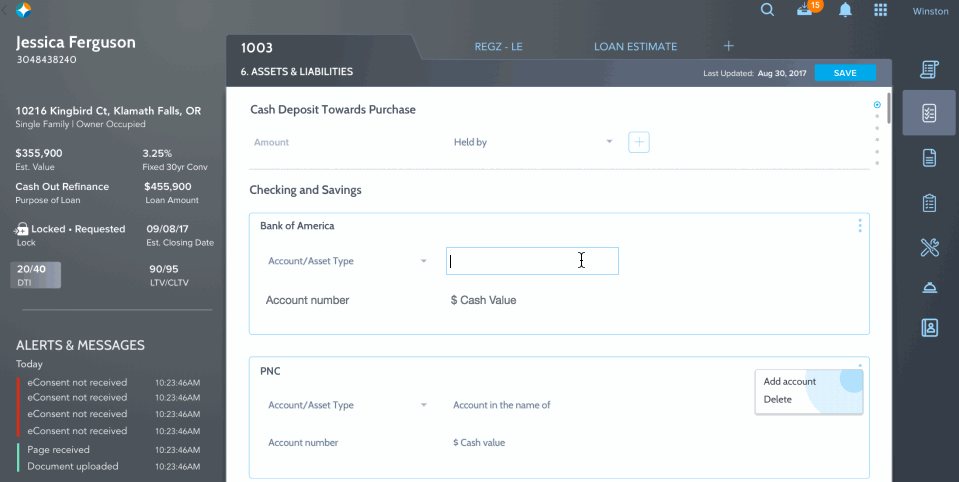 15
Winston
Jessica Ferguson
3048438240
10216 Kingbird Ct, Klamath Falls, OR
Single Family | Owner Occupied
$355,900
Est. Value
3.25%
Fixed 30yr Conv
Cash Out Refinance
Purpose of Loan
$455,900
Loan Amount
Locked • Requested
Lock
09/08/17
Est. Closing Date
20/40
DTI
90/95
LTV/CLTV
ALERTS & MESSAGES
Today
eConsent not received 10:23:46AM
eConsent not received 10:23:46AM
eConsent not received 10:23:46AM
eConsent not received 10:23:46AM
Page received 10:23:46AM
Document uploaded 10:23:46AM
1003
REGZ - LE
LOAN ESTIMATE
6. ASSETS & LIABILITIES
Last Updated: Aug 30, 2017
SAVE
Cash Deposit Towards Purchase
Amount
Held by
Checking and Savings
Bank of America
Account/Asset Type
Account number
$ Cash Value
PNC
Add account
Delete
Account/Asset Type
Account in the name of
Account number
$ Cash value